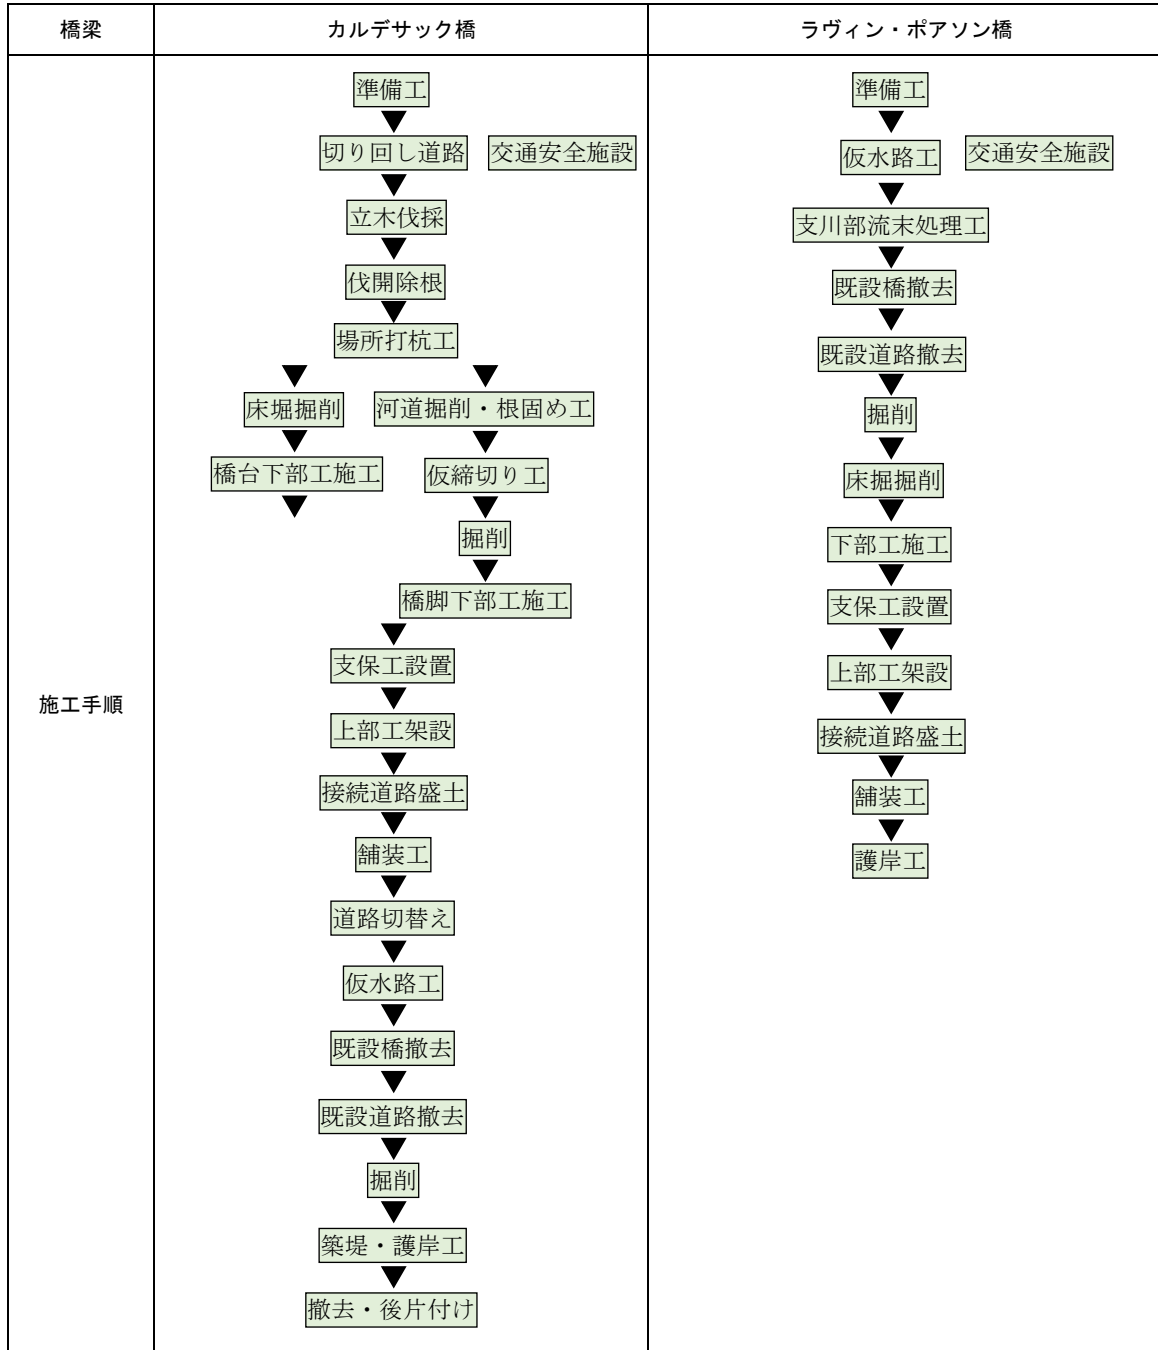 橋梁
カルデサック橋
ラヴィン・ポアソン橋
施工手順
準備工
切り回し道路 交通安全施設
立木伐採
伐開除根
場所打杭工
床堀掘削 河道掘削・根固め工
橋台下部工施工 仮締切り工
掘削
橋脚下部工施工
支保工設置
上部工架設
接続道路盛土
舗装工
道路切替え
仮水路工
既設橋撤去
既設道路撤去
掘削
築堤・護岸工
撤去・後片付け
準備工
仮水路工 交通安全施設
支川部流末処理工
既設橋撤去
既設道路撤去
掘削
床掘掘削
下部工施工
支保工設置
上部工架設
接続道路盛土
舗装工
護岸工